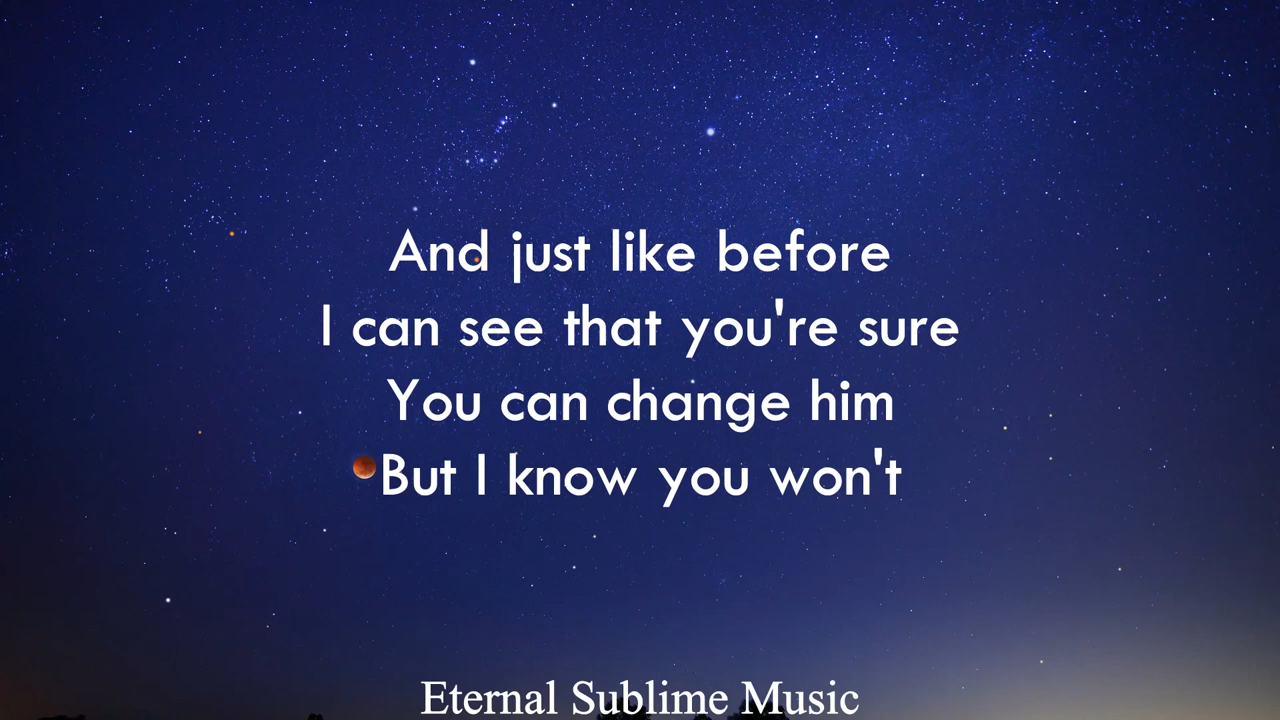 And just like before
I can see that you're sure
You can change him
But I know you won't
Eternal Sublime Music